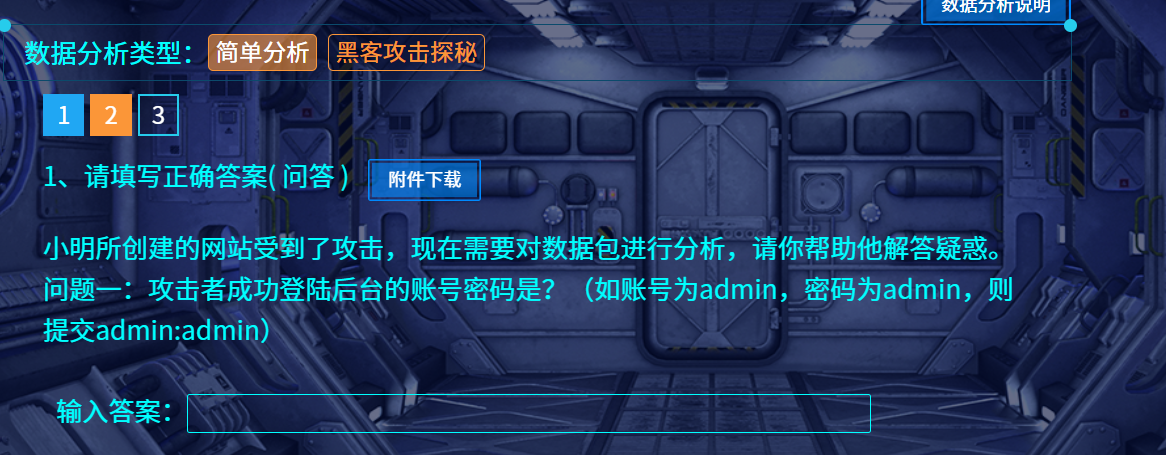 数据分析说明
数据分析类型： 简单分析 黑客攻击探秘
1 2 3
1、请填写正确答案( 问答 ) 附件下载
小明所创建的网站受到了攻击，现在需要对数据包进行分析，请你帮助他解答疑惑。
问题一：攻击者成功登陆后台的账号密码是？（如账号为admin，密码为admin，则
提交admin:admin）
输入答案：